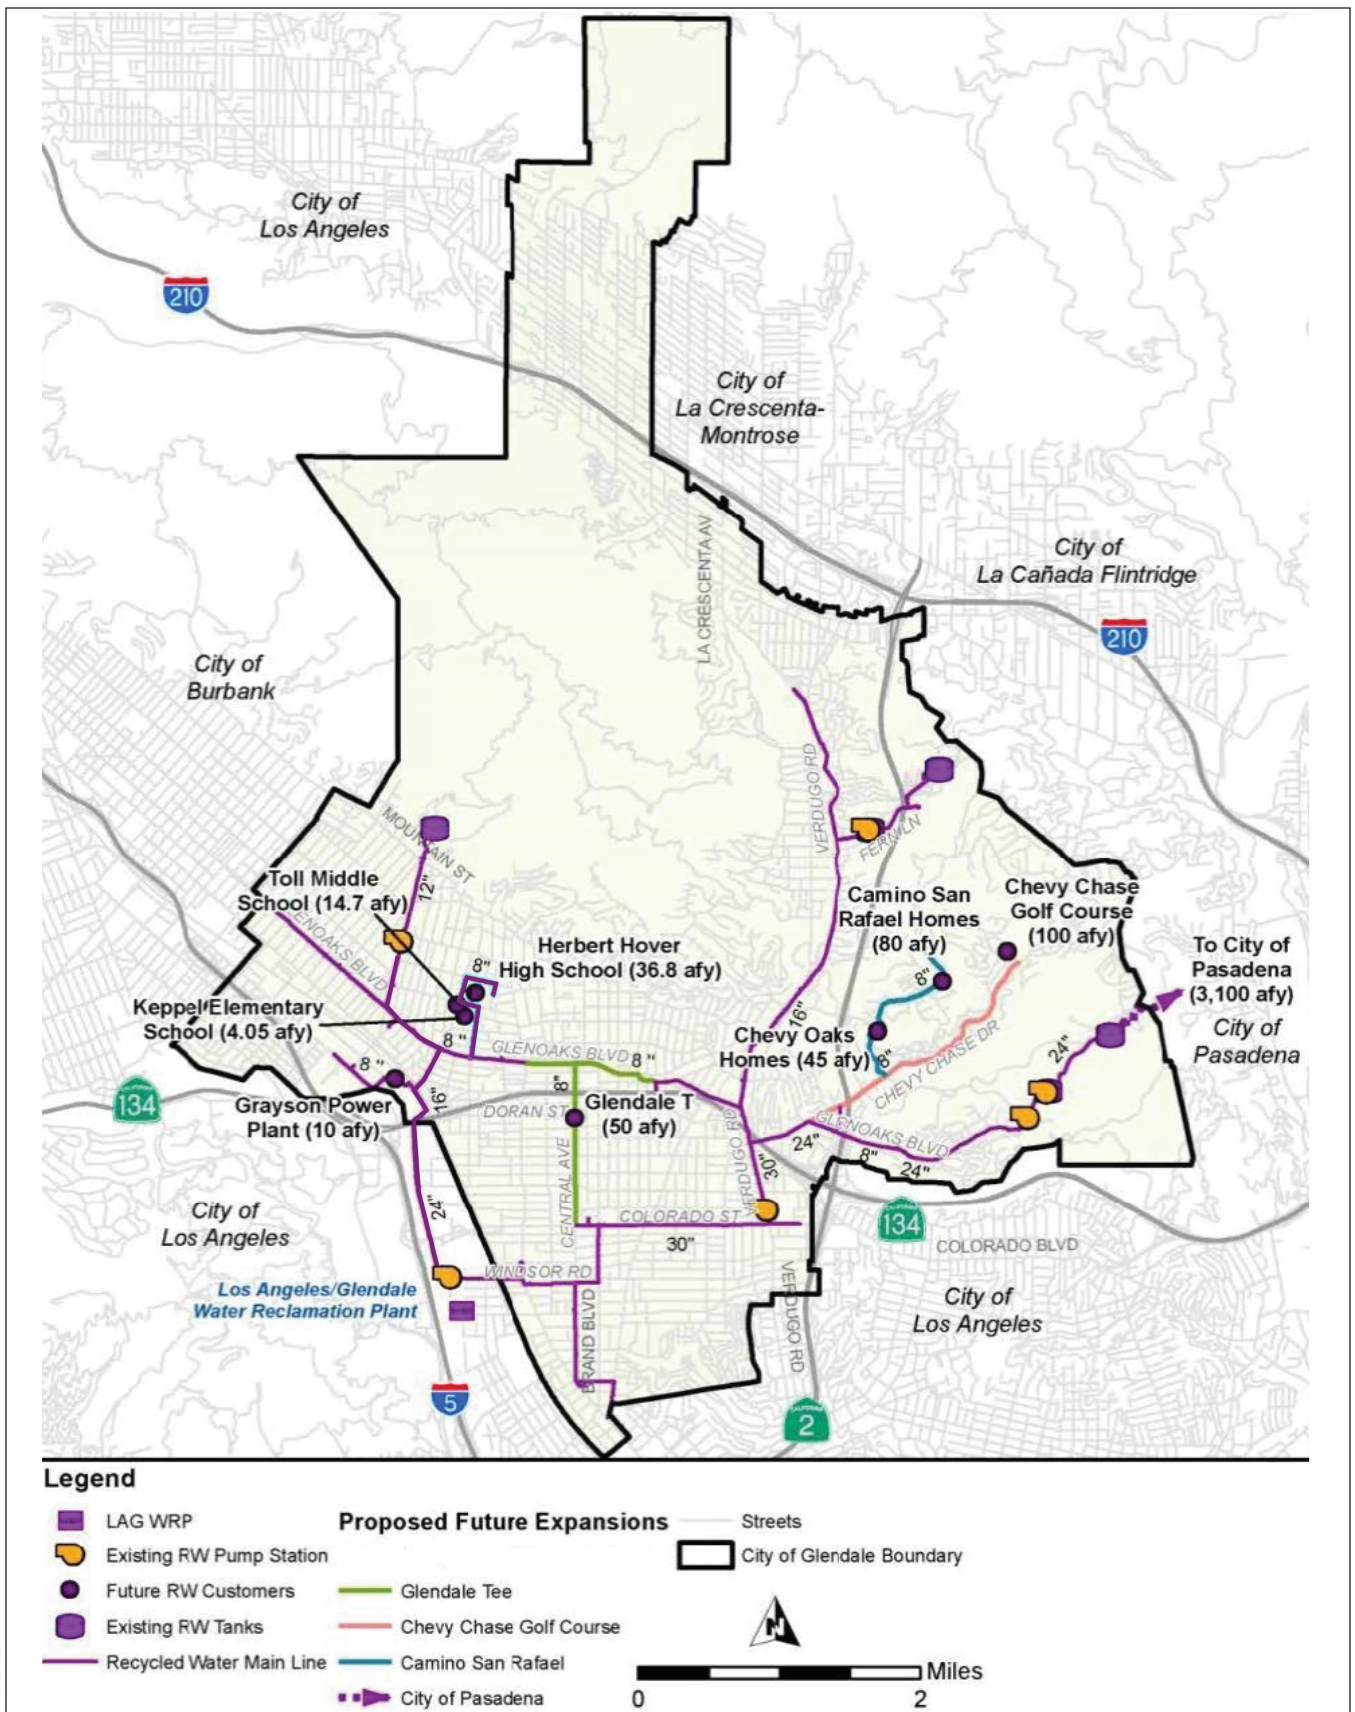 City of
Los Angeles
210
City of
La Crescenta-
Montrose
LA CRESCENTA AV
City of
La Cañada Flintridge
210
City of
Burbank
VERDUGO RD
FERN LN
MOUNTAIN ST
12"
Toll Middle
School (14.7 afy)
ENOAKS BLVD
Camino San
Rafael Homes
(80 afy)
Chevy Chase
Golf Course
(100 afy)
Herbert Hover
High School (36.8 afy)
8"
8"
To City of
Pasadena
(3,100 afy)
City of
Pasadena
Keppel Elementary
School (4.05 afy)
16"
Chevy Oaks
Homes (45 afy)
8"
CHEVY CHASE DR
24"
8 "
GLENOAKS BLVD
8 "
8 "
8"
134
16"
Grayson Power
Plant (10 afy)
DORAN ST
Glendale T
(50 afy)
GLENOAKS BLVD
24"
8"
24"
VERDUGO RD
30"
CENTRAL AVE
24"
City of
Los Angeles
COLORADO ST
30"
134
COLORADO BLVD
WINDSOR RD
Los Angeles/Glendale
Water Reclamation Plant
BRAND BLVD
VERDUGO RD
City of
Los Angeles
5
CALIFORNIA
2
Legend
LAG WRP
Existing RW Pump Station
Future RW Customers
Existing RW Tanks
Recycled Water Main Line
Proposed Future Expansions
Glendale Tee
Chevy Chase Golf Course
Camino San Rafael
City of Pasadena
Streets
City of Glendale Boundary
N
Miles
0 2